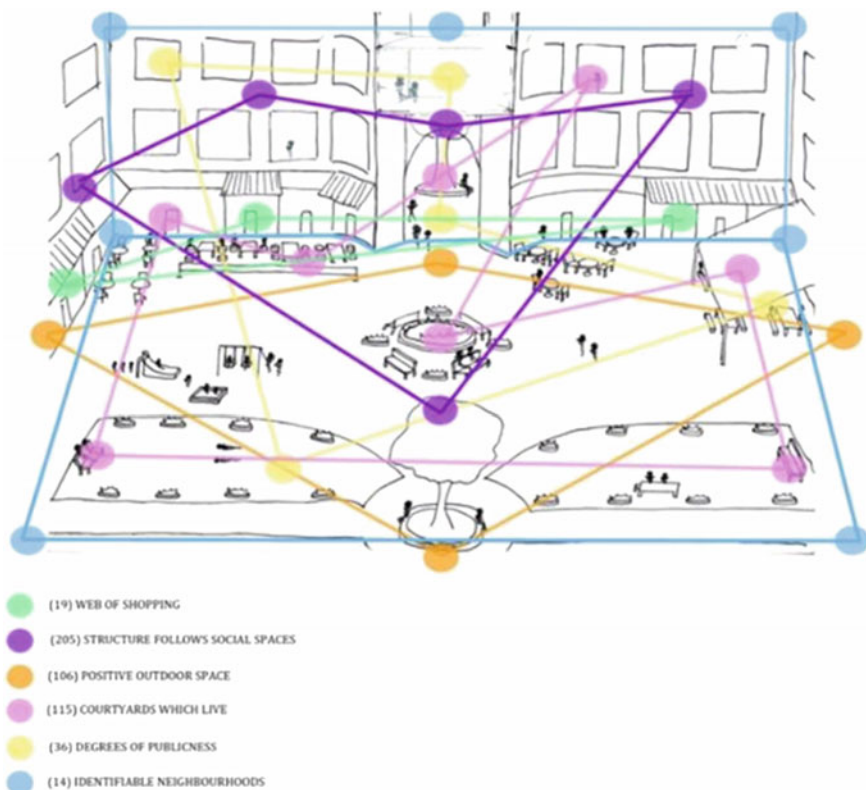 (19) WEB OF SHOPPING
(205) STRUCTURE FOLLOWS SOCIAL SPACES
(106) POSITIVE OUTDOOR SPACE
(115) COURTYARDS WHICH LIVE
(36) DEGREES OF PUBLICNESS
(14) IDENTIFIABLE NEIGHBOURHOODS